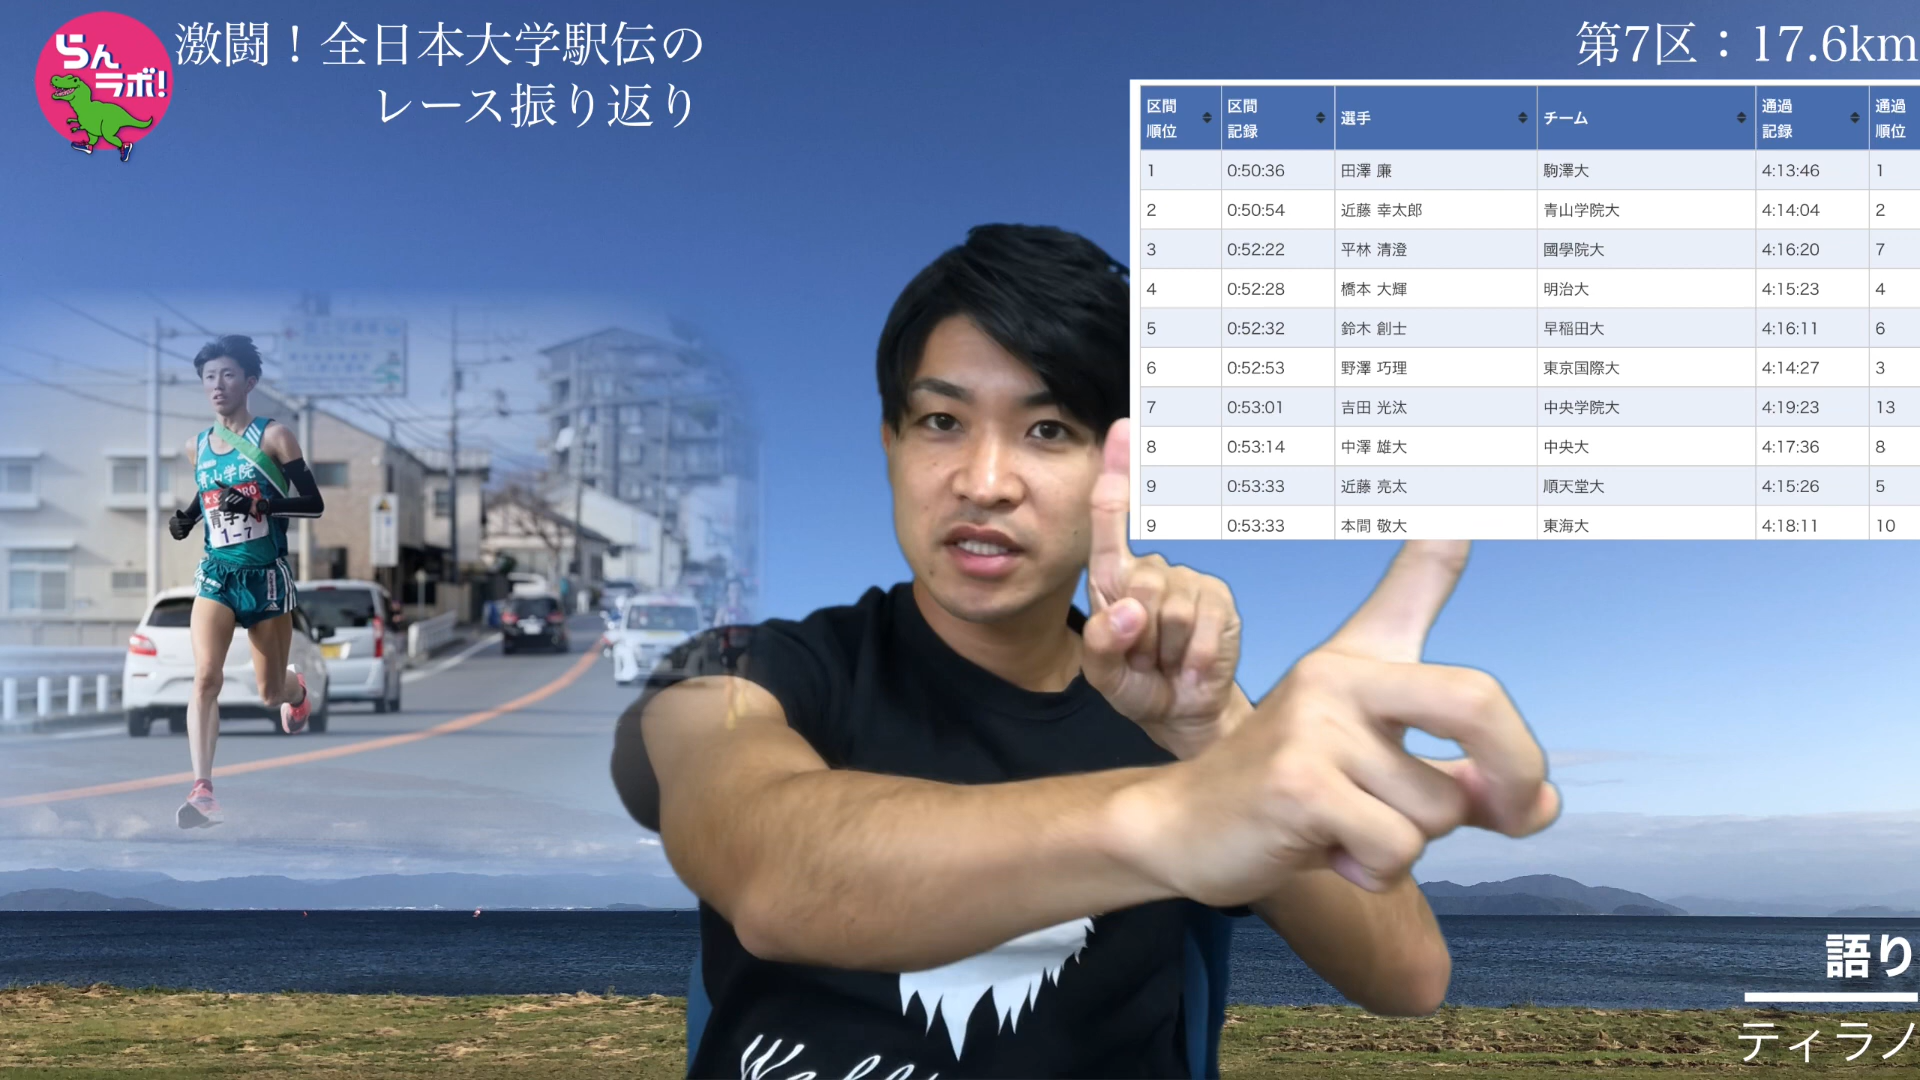 らん
ラボ!
激闘！全日本大学駅伝の
レース振り返り
第7区：17.6km
区間順位 区間記録 選手 チーム 通過記録 通過順位
1 0:50:36 田澤 廉 駒澤大 4:13:46 1
2 0:50:54 近藤 幸太郎 青山学院大 4:14:04 2
3 0:52:22 平林 清澄 國學院大 4:16:20 7
4 0:52:28 橋本 大輝 明治大 4:15:23 4
5 0:52:32 鈴木 創士 早稲田大 4:16:11 6
6 0:52:53 野澤 巧理 東京国際大 4:14:27 3
7 0:53:01 吉田 光汰 中央学院大 4:19:23 13
8 0:53:14 中澤 雄大 中央大 4:17:36 8
9 0:53:33 近藤 亮太 順天堂大 4:15:26 5
9 0:53:33 本間 敬大 東海大 4:18:11 10
青山学院
青学大
1-7
語り
ティラノ